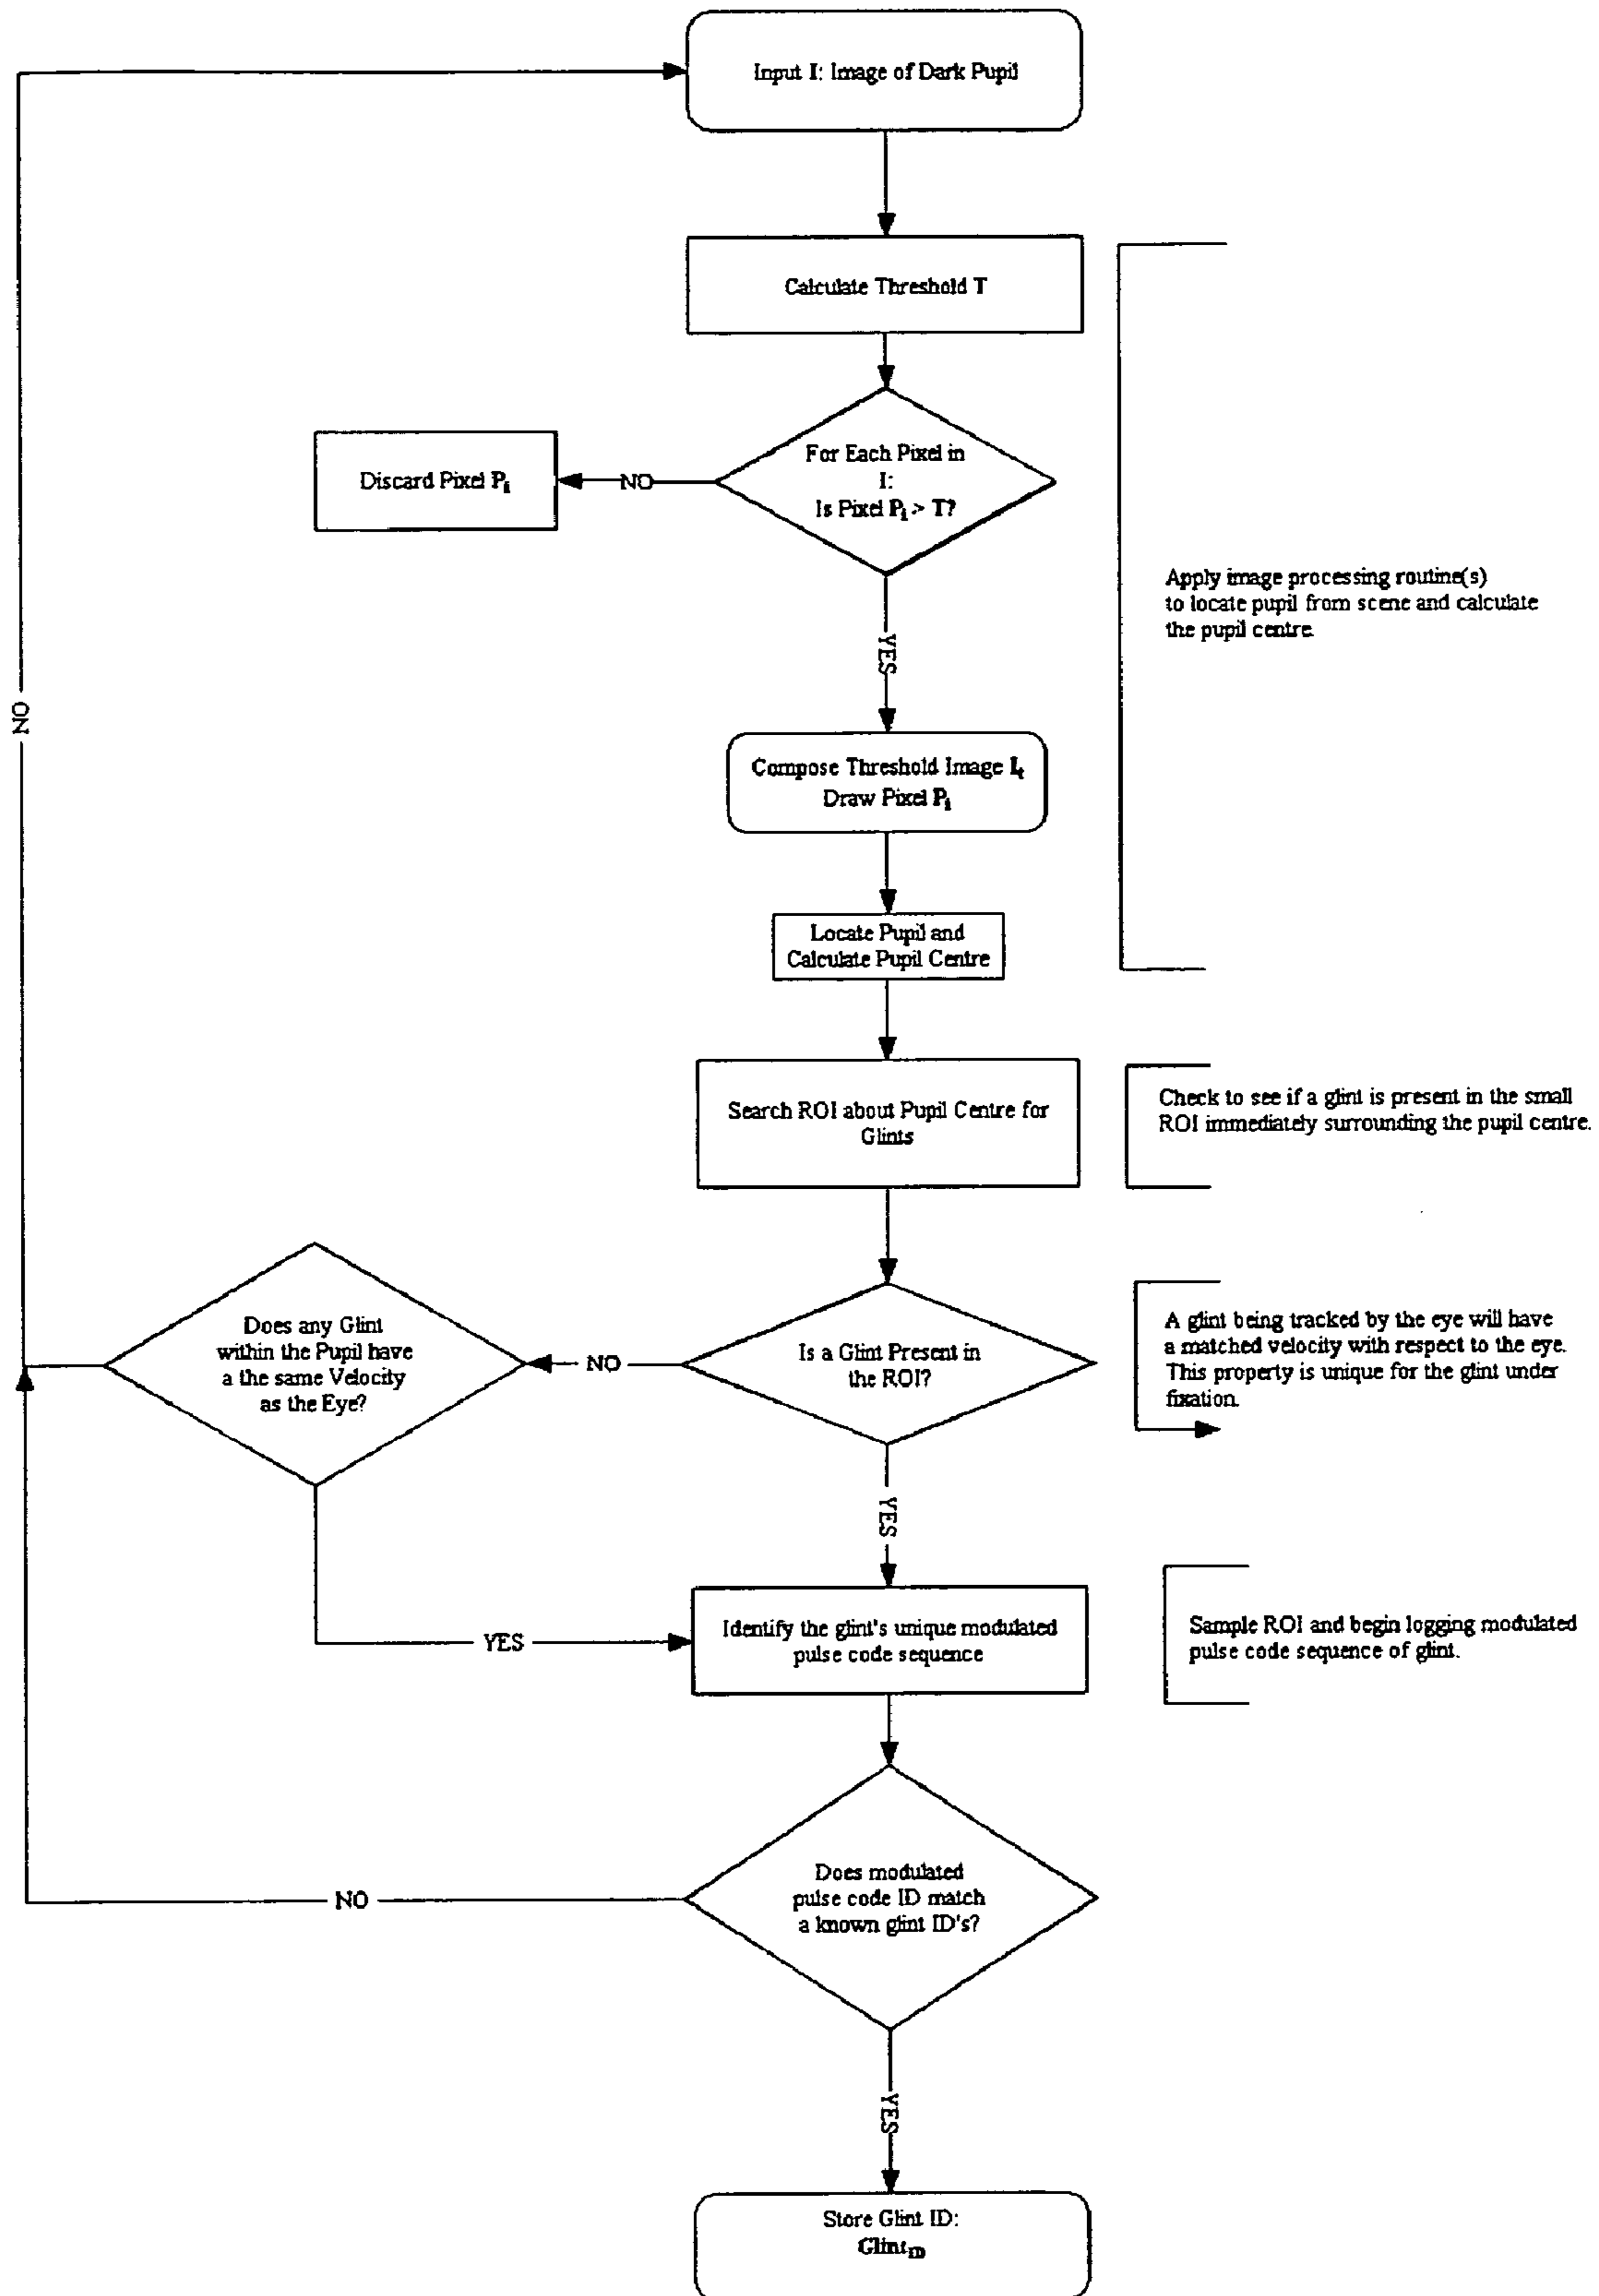 Input I: Image of Dark Pupil
Calculate Threshold T
For Each Pixel in
I:
Is Pixel Pi > T?
NO
Discard Pixel Pi
YES
Apply image processing routine(s)
to locate pupil from scene and calculate
the pupil centre.
NO
Compose Threshold Image It
Draw Pixel Pi
Locate Pupil and
Calculate Pupil Centre
Search ROI about Pupil Centre for
Glints
Check to see if a glint is present in the small
ROI immediately surrounding the pupil centre.
Does any Glint
within the Pupil have
a the same Velocity
as the Eye?
NO
Is a Glint Present in
the ROI?
A glint being tracked by the eye will have
a matched velocity with respect to the eye.
This property is unique for the glint under
fixation.
YES
YES
Identify the glint's unique modulated
pulse code sequence
Sample ROI and begin logging modulated
pulse code sequence of glint.
Does modulated
pulse code ID match
a known glint ID's?
NO
YES
Store Glint ID:
GlintID